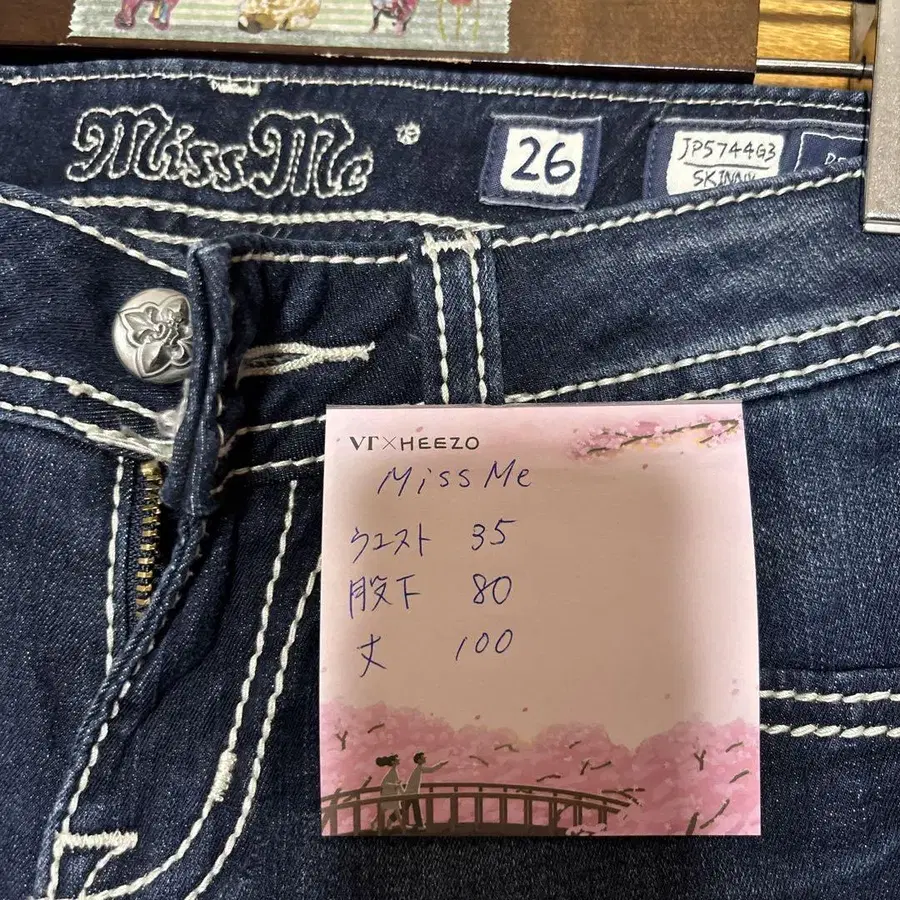 Miss Me
26
JP5744G3
SKINNY
VT×HEEZO
Miss Me
ウエスト 35
股下 80
丈 100